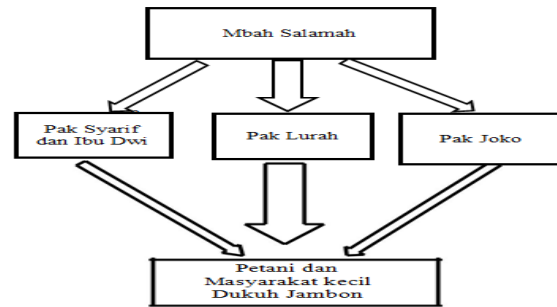 Mbah Salamah
Pak Syarif
dan Ibu Dwi
Pak Lurah
Pak Joko
Petani dan
Masyarakat kecil
Dukuh Jambon